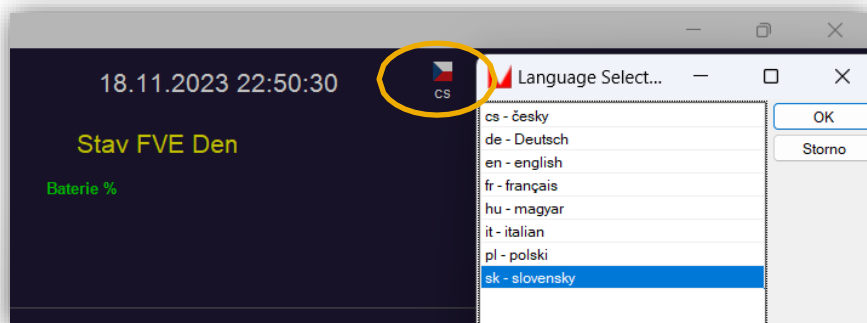 18.11.2023 22:50:30
cs
Stav FVE Den
Baterie %
Language Select...
cs - česky
de - Deutsch
en - english
fr - français
hu - magyar
it - italian
pl - polski
sk - slovensky
OK
Storno